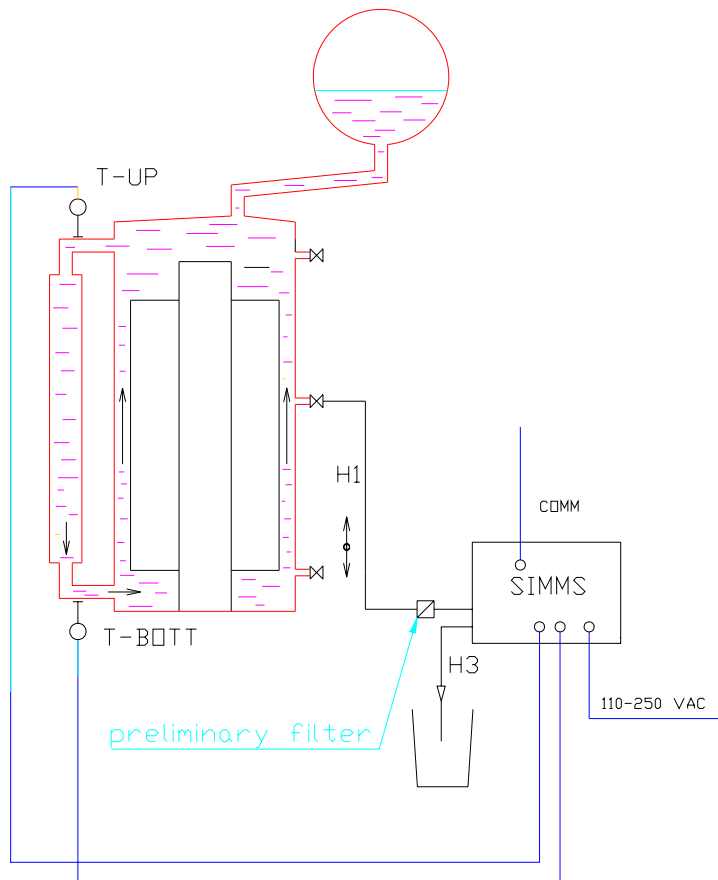 T-UP
H1
COMM
SIMMS
T-BOTT
H3
110-250 VAC
preliminary filter